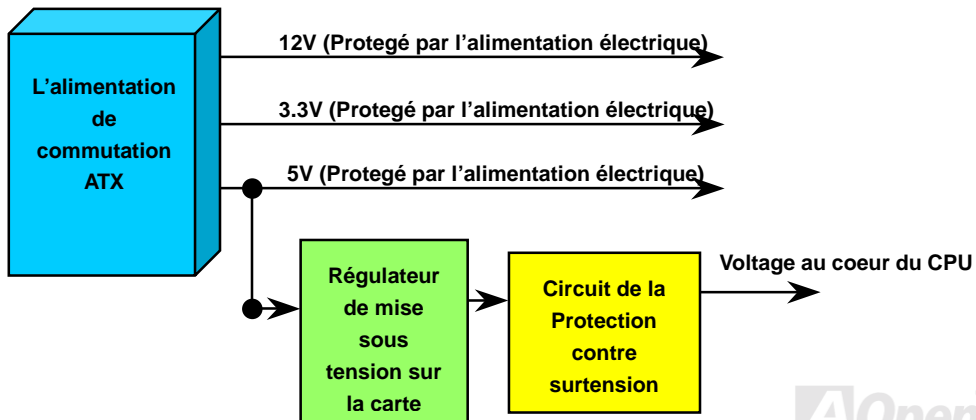 12V (Protegé par l'alimentation électrique)
L'alimentation
de
commutation
ATX
3.3V (Protegé par l'alimentation électrique)
5V (Protegé par l'alimentation électrique)
Régulateur
de mise
sous
tension sur
la carte
Circuit de la
Protection
contre
surtension
Voltage au coeur du CPU
AOpen